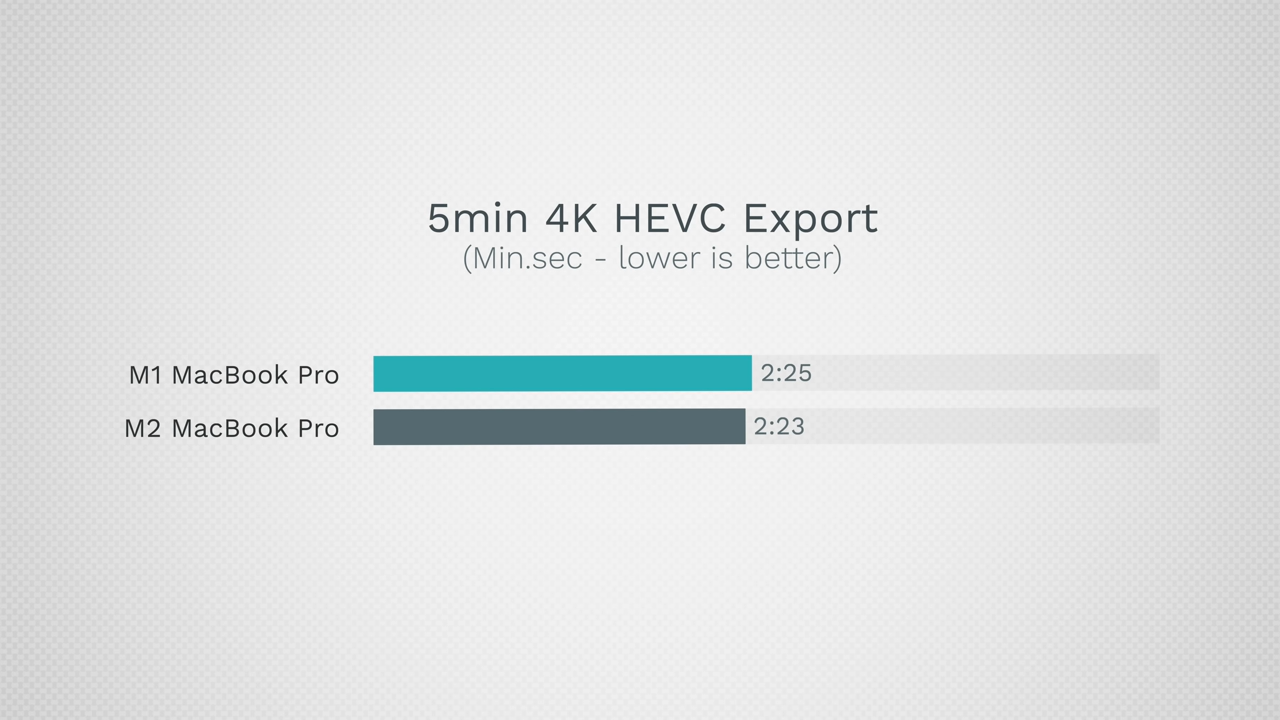 5min 4K HEVC Export
(Min.sec - lower is better)
M1 MacBook Pro 2:25
M2 MacBook Pro 2:23